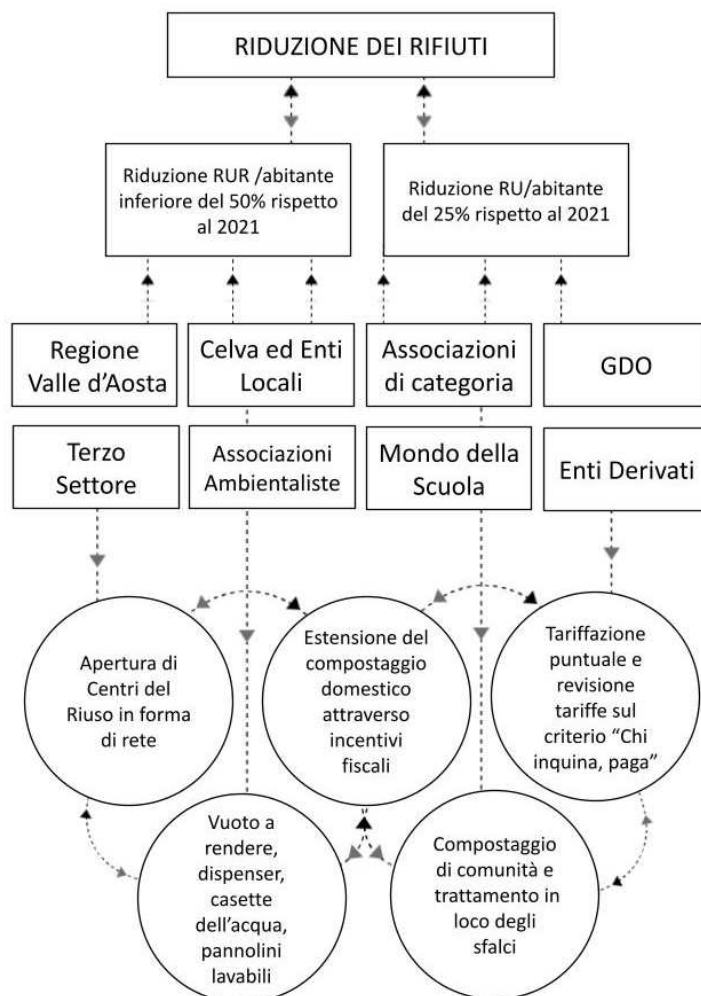 RIDUZIONE DEI RIFIUTI
Riduzione RUR /abitante
inferiore del 50% rispetto
al 2021
Riduzione RU/abitante
del 25% rispetto al 2021
Regione
Valle d’Aosta
Celva ed Enti
Locali
Associazioni
di categoria
GDO
Terzo
Settore
Associazioni
Ambientaliste
Mondo della
Scuola
Enti Derivati
Apertura di
Centri del
Riuso in forma
di rete
Estensione del
compostaggio
domestico
attraverso
incentivi
fiscali
Tariffazione
puntuale e
revisione
tariffe sul
criterio “Chi
inquina, paga”
Vuoto a
rendere,
dispenser,
casette
dell’acqua,
pannolini
lavabili
Compostaggio
di comunità e
trattamento in
loco degli
sfalci